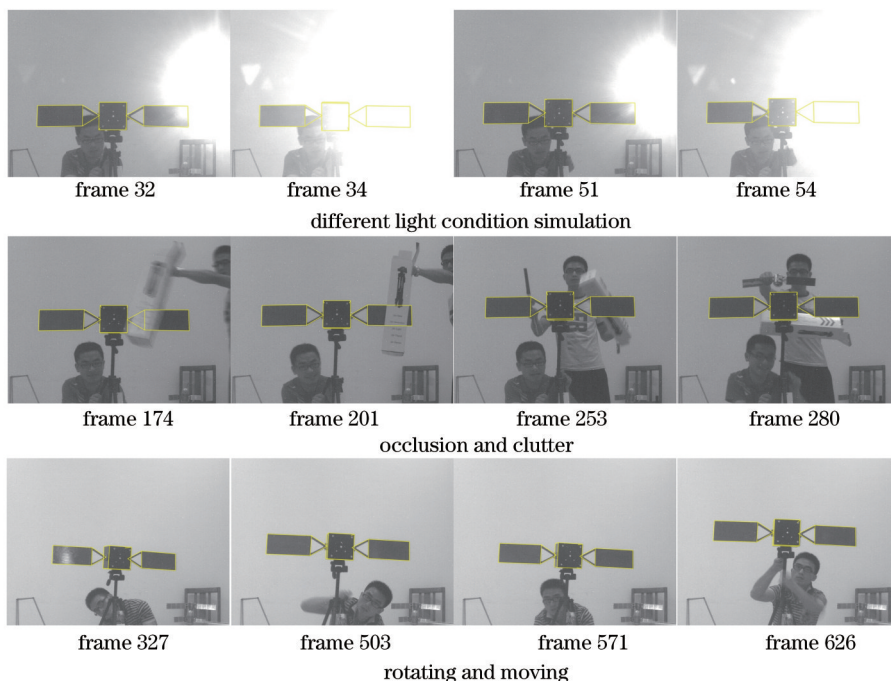 frame 32 frame 34 frame 51 frame 54
different light condition simulation
frame 174 frame 201 frame 253 frame 280
occlusion and clutter
frame 327 frame 503 frame 571 frame 626
rotating and moving